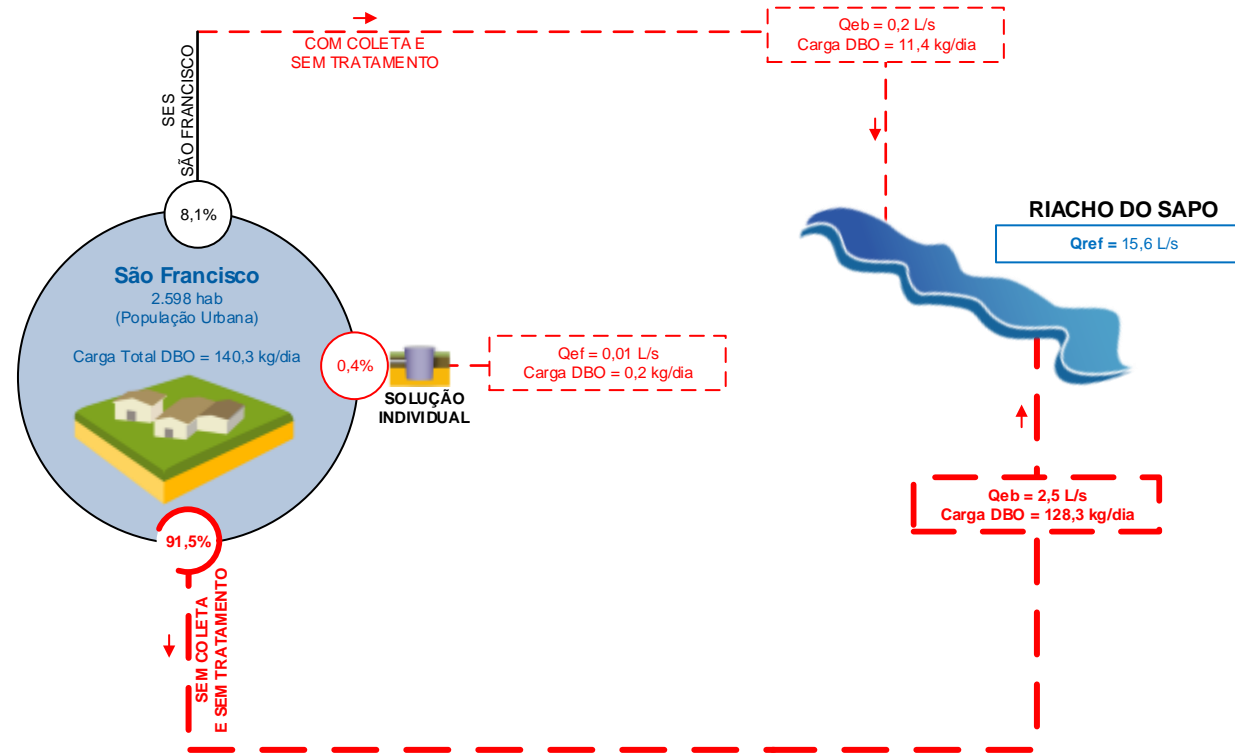 Qeb = 0,2 L/s
Carga DBO = 11,4 kg/dia
COM COLETA E
SEM TRATAMENTO
SES
SÃO FRANCISCO
8,1%
RIACHO DO SAPO
Qref = 15,6 L/s
São Francisco
2.598 hab
(População Urbana)
Carga Total DBO = 140,3 kg/dia
0,4%
SOLUÇÃO
INDIVIDUAL
Qef = 0,01 L/s
Carga DBO = 0,2 kg/dia
Qeb = 2,5 L/s
Carga DBO = 128,3 kg/dia
91,5%
SEM COLETA
E SEM TRATAMENTO